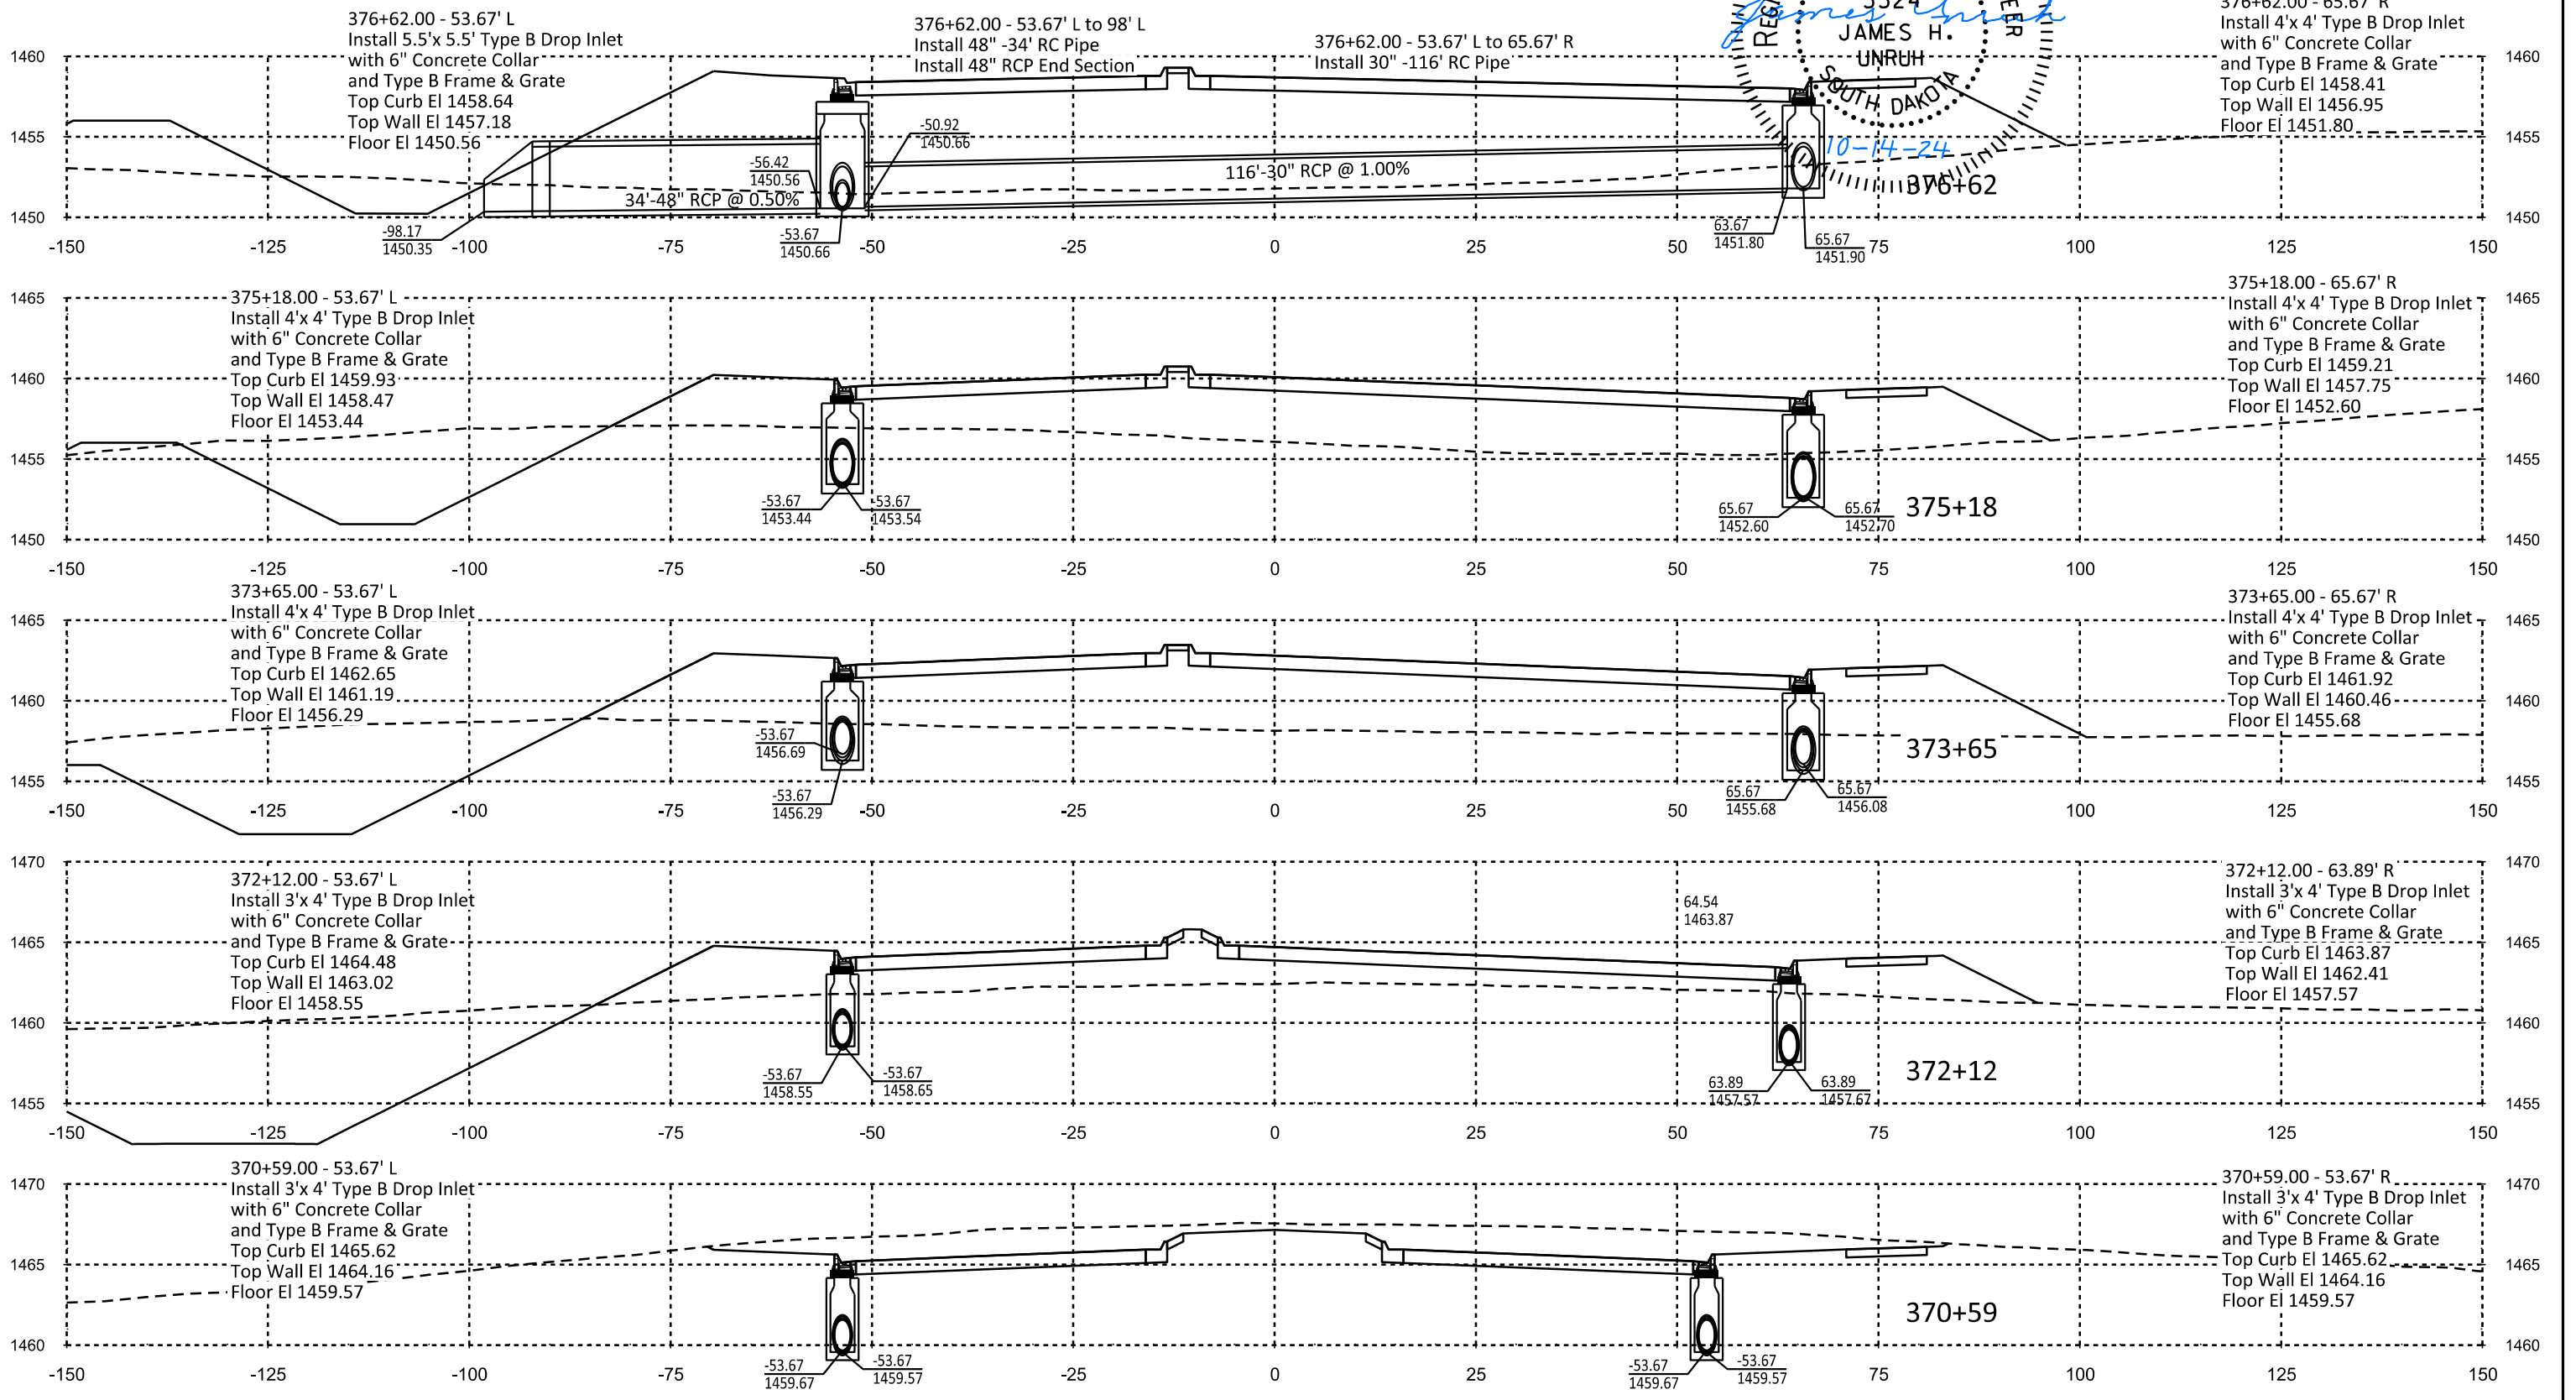 376+62.00 - 53.67' L
Install 5.5'x 5.5' Type B Drop Inlet
with 6" Concrete Collar
and Type B Frame & Grate
Top Curb El 1458.64
Top Wall El 1457.18
Floor El 1450.56
376+62.00 - 53.67' L to 98' L
Install 48" -34' RC Pipe
Install 48" RCP End Section
376+62.00 - 53.67' L to 65.67' R
Install 30" -116' RC Pipe
JAMES H.
UNRUH
SOUTH DAKOTA
10-14-24
376+62.00 - 65.67' R
Install 4'x 4' Type B Drop Inlet
with 6" Concrete Collar
and Type B Frame & Grate
Top Curb El 1458.41
Top Wall El 1456.95
Floor El 1451.80
1460 1460
1455 1455
1450 1450
-50.92
1450.66
-56.42
1450.56
34'-48" RCP @ 0.50%
116'-30" RCP @ 1.00%
376+62
-98.17
1450.35
-53.67
1450.66
63.67
1451.80
65.67
1451.90
-150 -125 -100 -75 -50 -25 0 25 50 75 100 125 150
375+18.00 - 53.67' L
Install 4'x 4' Type B Drop Inlet
with 6" Concrete Collar
and Type B Frame & Grate
Top Curb El 1459.93
Top Wall El 1458.47
Floor El 1453.44
375+18.00 - 65.67' R
Install 4'x 4' Type B Drop Inlet
with 6" Concrete Collar
and Type B Frame & Grate
Top Curb El 1459.21
Top Wall El 1457.75
Floor El 1452.60
1465 1465
1460 1460
1455 1455
1450 1450
-53.67
1453.44
-53.67
1453.54
65.67
1452.60
65.67
1452.70
375+18
-150 -125 -100 -75 -50 -25 0 25 50 75 100 125 150
373+65.00 - 53.67' L
Install 4'x 4' Type B Drop Inlet
with 6" Concrete Collar
and Type B Frame & Grate
Top Curb El 1462.65
Top Wall El 1461.19
Floor El 1456.29
373+65.00 - 65.67' R
Install 4'x 4' Type B Drop Inlet
with 6" Concrete Collar
and Type B Frame & Grate
Top Curb El 1461.92
Top Wall El 1460.46
Floor El 1455.68
1465 1465
1460 1460
1455 1455
-53.67
1456.69
-53.67
1456.29
65.67
1455.68
65.67
1456.08
373+65
-150 -125 -100 -75 -50 -25 0 25 50 75 100 125 150
372+12.00 - 53.67' L
Install 3'x 4' Type B Drop Inlet
with 6" Concrete Collar
and Type B Frame & Grate
Top Curb El 1464.48
Top Wall El 1463.02
Floor El 1458.55
64.54
1463.87
372+12.00 - 63.89' R
Install 3'x 4' Type B Drop Inlet
with 6" Concrete Collar
and Type B Frame & Grate
Top Curb El 1463.87
Top Wall El 1462.41
Floor El 1457.57
1470 1470
1465 1465
1460 1460
1455 1455
-53.67
1458.55
-53.67
1458.65
63.89
1457.57
63.89
1457.67
372+12
-150 -125 -100 -75 -50 -25 0 25 50 75 100 125 150
370+59.00 - 53.67' L
Install 3'x 4' Type B Drop Inlet
with 6" Concrete Collar
and Type B Frame & Grate
Top Curb El 1465.62
Top Wall El 1464.16
Floor El 1459.57
370+59.00 - 53.67' R
Install 3'x 4' Type B Drop Inlet
with 6" Concrete Collar
and Type B Frame & Grate
Top Curb El 1465.62
Top Wall El 1464.16
Floor El 1459.57
1470 1470
1465 1465
1460 1460
370+59
-53.67
1459.67
-53.67
1459.57
-53.67
1459.67
-53.67
1459.57
-150 -125 -100 -75 -50 -25 0 25 50 75 100 125 150